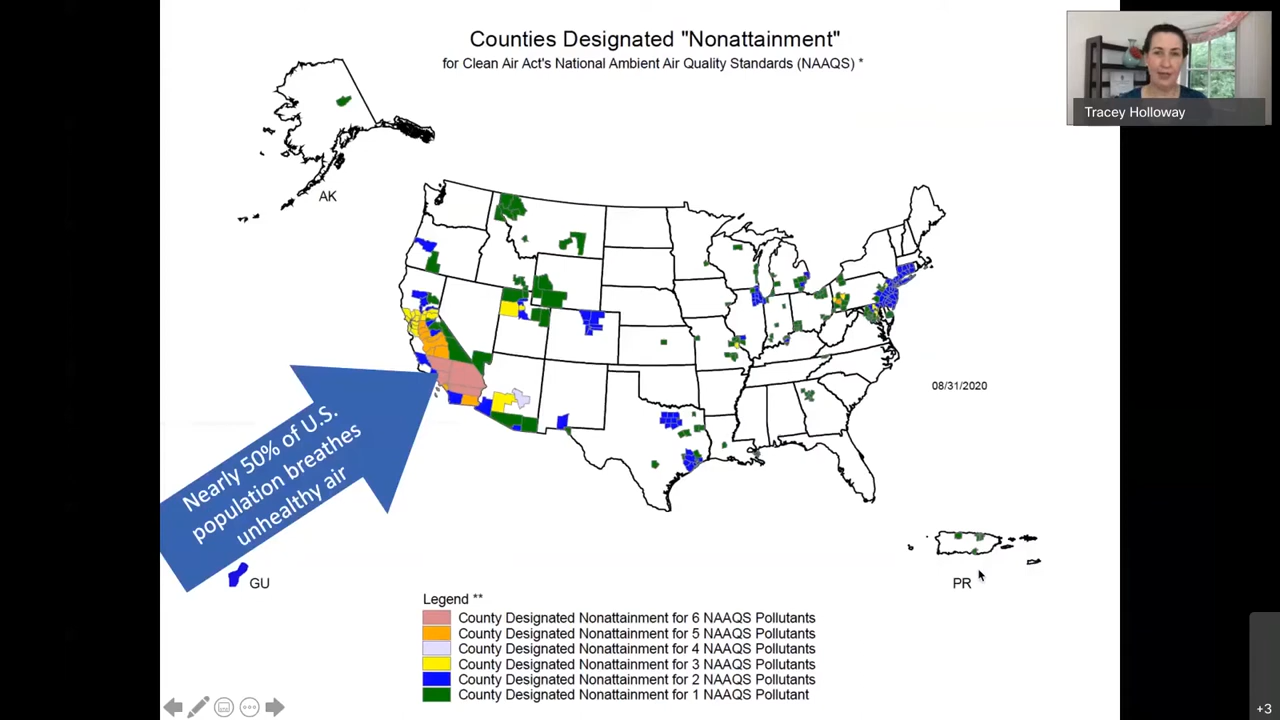 Counties Designated "Nonattainment"
for Clean Air Act's National Ambient Air Quality Standards (NAAQS) *
Tracey Holloway
AK
08/31/2020
Nearly 50% of U.S.
population breathes
unhealthy air
GU
PR
Legend **
County Designated Nonattainment for 6 NAAQS Pollutants
County Designated Nonattainment for 5 NAAQS Pollutants
County Designated Nonattainment for 4 NAAQS Pollutants
County Designated Nonattainment for 3 NAAQS Pollutants
County Designated Nonattainment for 2 NAAQS Pollutants
County Designated Nonattainment for 1 NAAQS Pollutant
+3